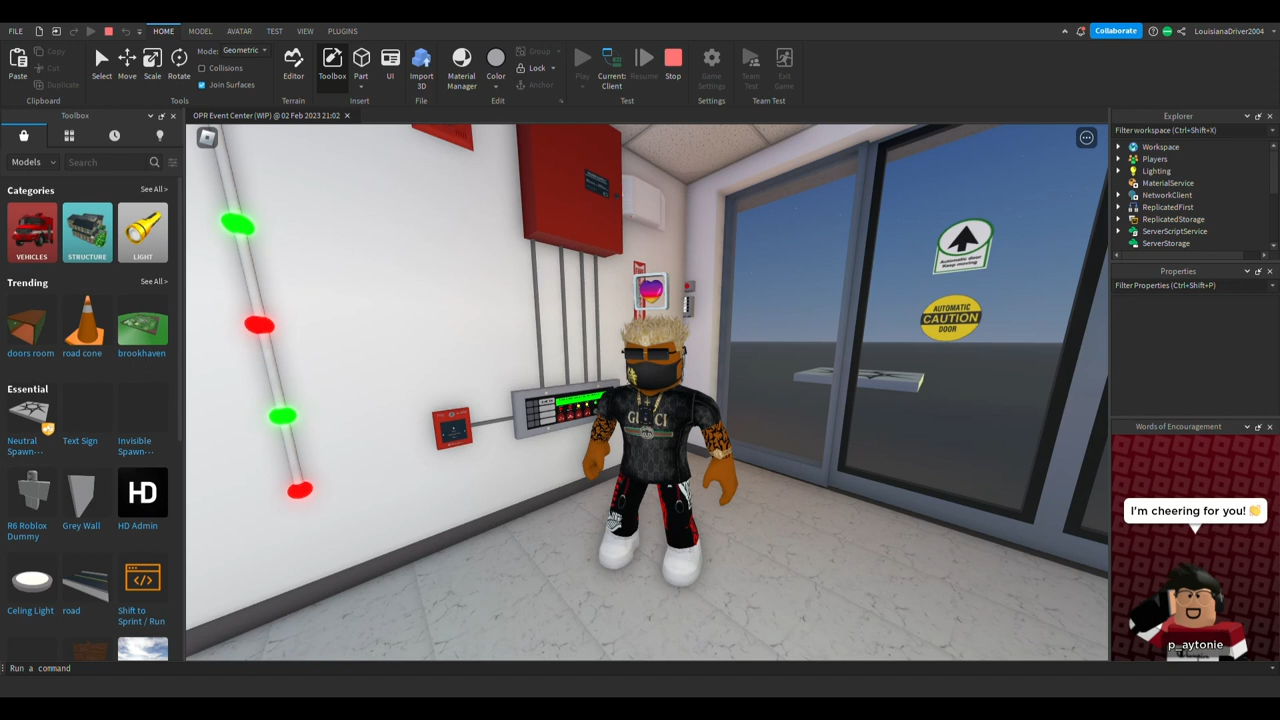 FILE HOME MODEL AVATAR TEST VIEW PLUGINS Collaborate LouisianaDriver2004
Paste Copy Cut Duplicate Clipboard
Select Move Scale Rotate Mode: Geometric Collisions Join Surfaces Tools
Editor Terrain
Toolbox Part UI Insert
Import 3D File
Material Manager Color Group Lock Anchor Edit
Play Current: Client Resume Stop Test
Game Settings Settings
Team Test Exit Game Team Test
Toolbox
OPR Event Center (WIP) @ 02 Feb 2023 21:02
Models Search
Categories See All >
VEHICLES STRUCTURE LIGHT
Trending See All >
doors room road cone brookhaven
Essential
Neutral Spawn-··
Text Sign
Invisible Spawn-··
HD
R6 Roblox Dummy
Grey Wall
HD Admin
Celing Light
road
Shift to Sprint / Run
Automatic door
Keep moving
AUTOMATIC
CAUTION
DOOR
GUCCI
Explorer
Filter workspace (Ctrl+Shift+X)
Workspace
Players
Lighting
MaterialService
NetworkClient
ReplicatedFirst
ReplicatedStorage
ServerScriptService
ServerStorage
Properties
Filter Properties (Ctrl+Shift+P)
Words of Encouragement
I'm cheering for you! 👏
p_aytonie
Run a command